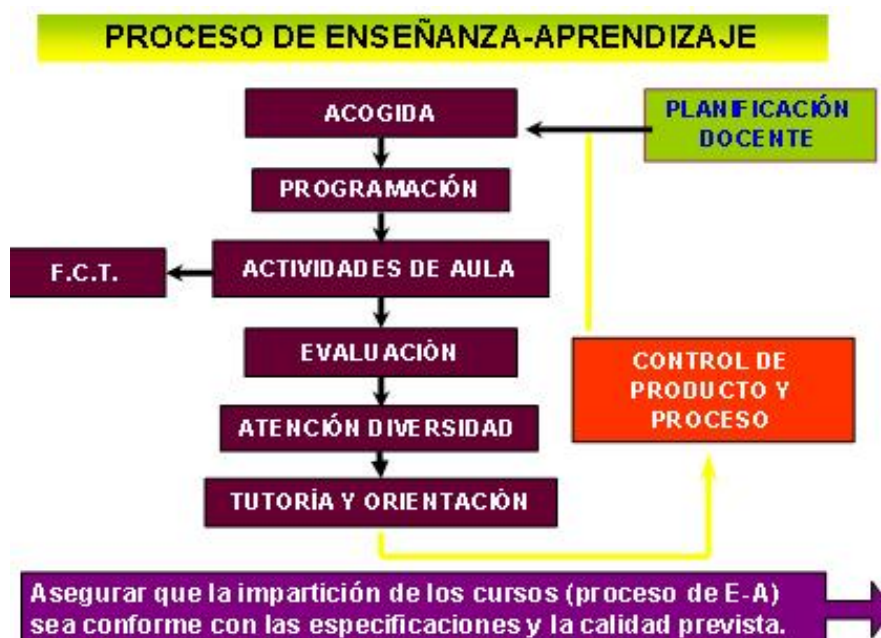 PROCESO DE ENSEÑANZA-APRENDIZAJE
ACOGIDA
PLANIFICACIÓN
DOCENTE
PROGRAMACIÓN
F.C.T.
ACTIVIDADES DE AULA
EVALUACIÓN
CONTROL DE
PRODUCTO Y
PROCESO
ATENCIÓN DIVERSIDAD
TUTORÍA Y ORIENTACIÓN
Asegurar que la impartición de los cursos (proceso de E-A)
sea conforme con las especificaciones y la calidad prevista.